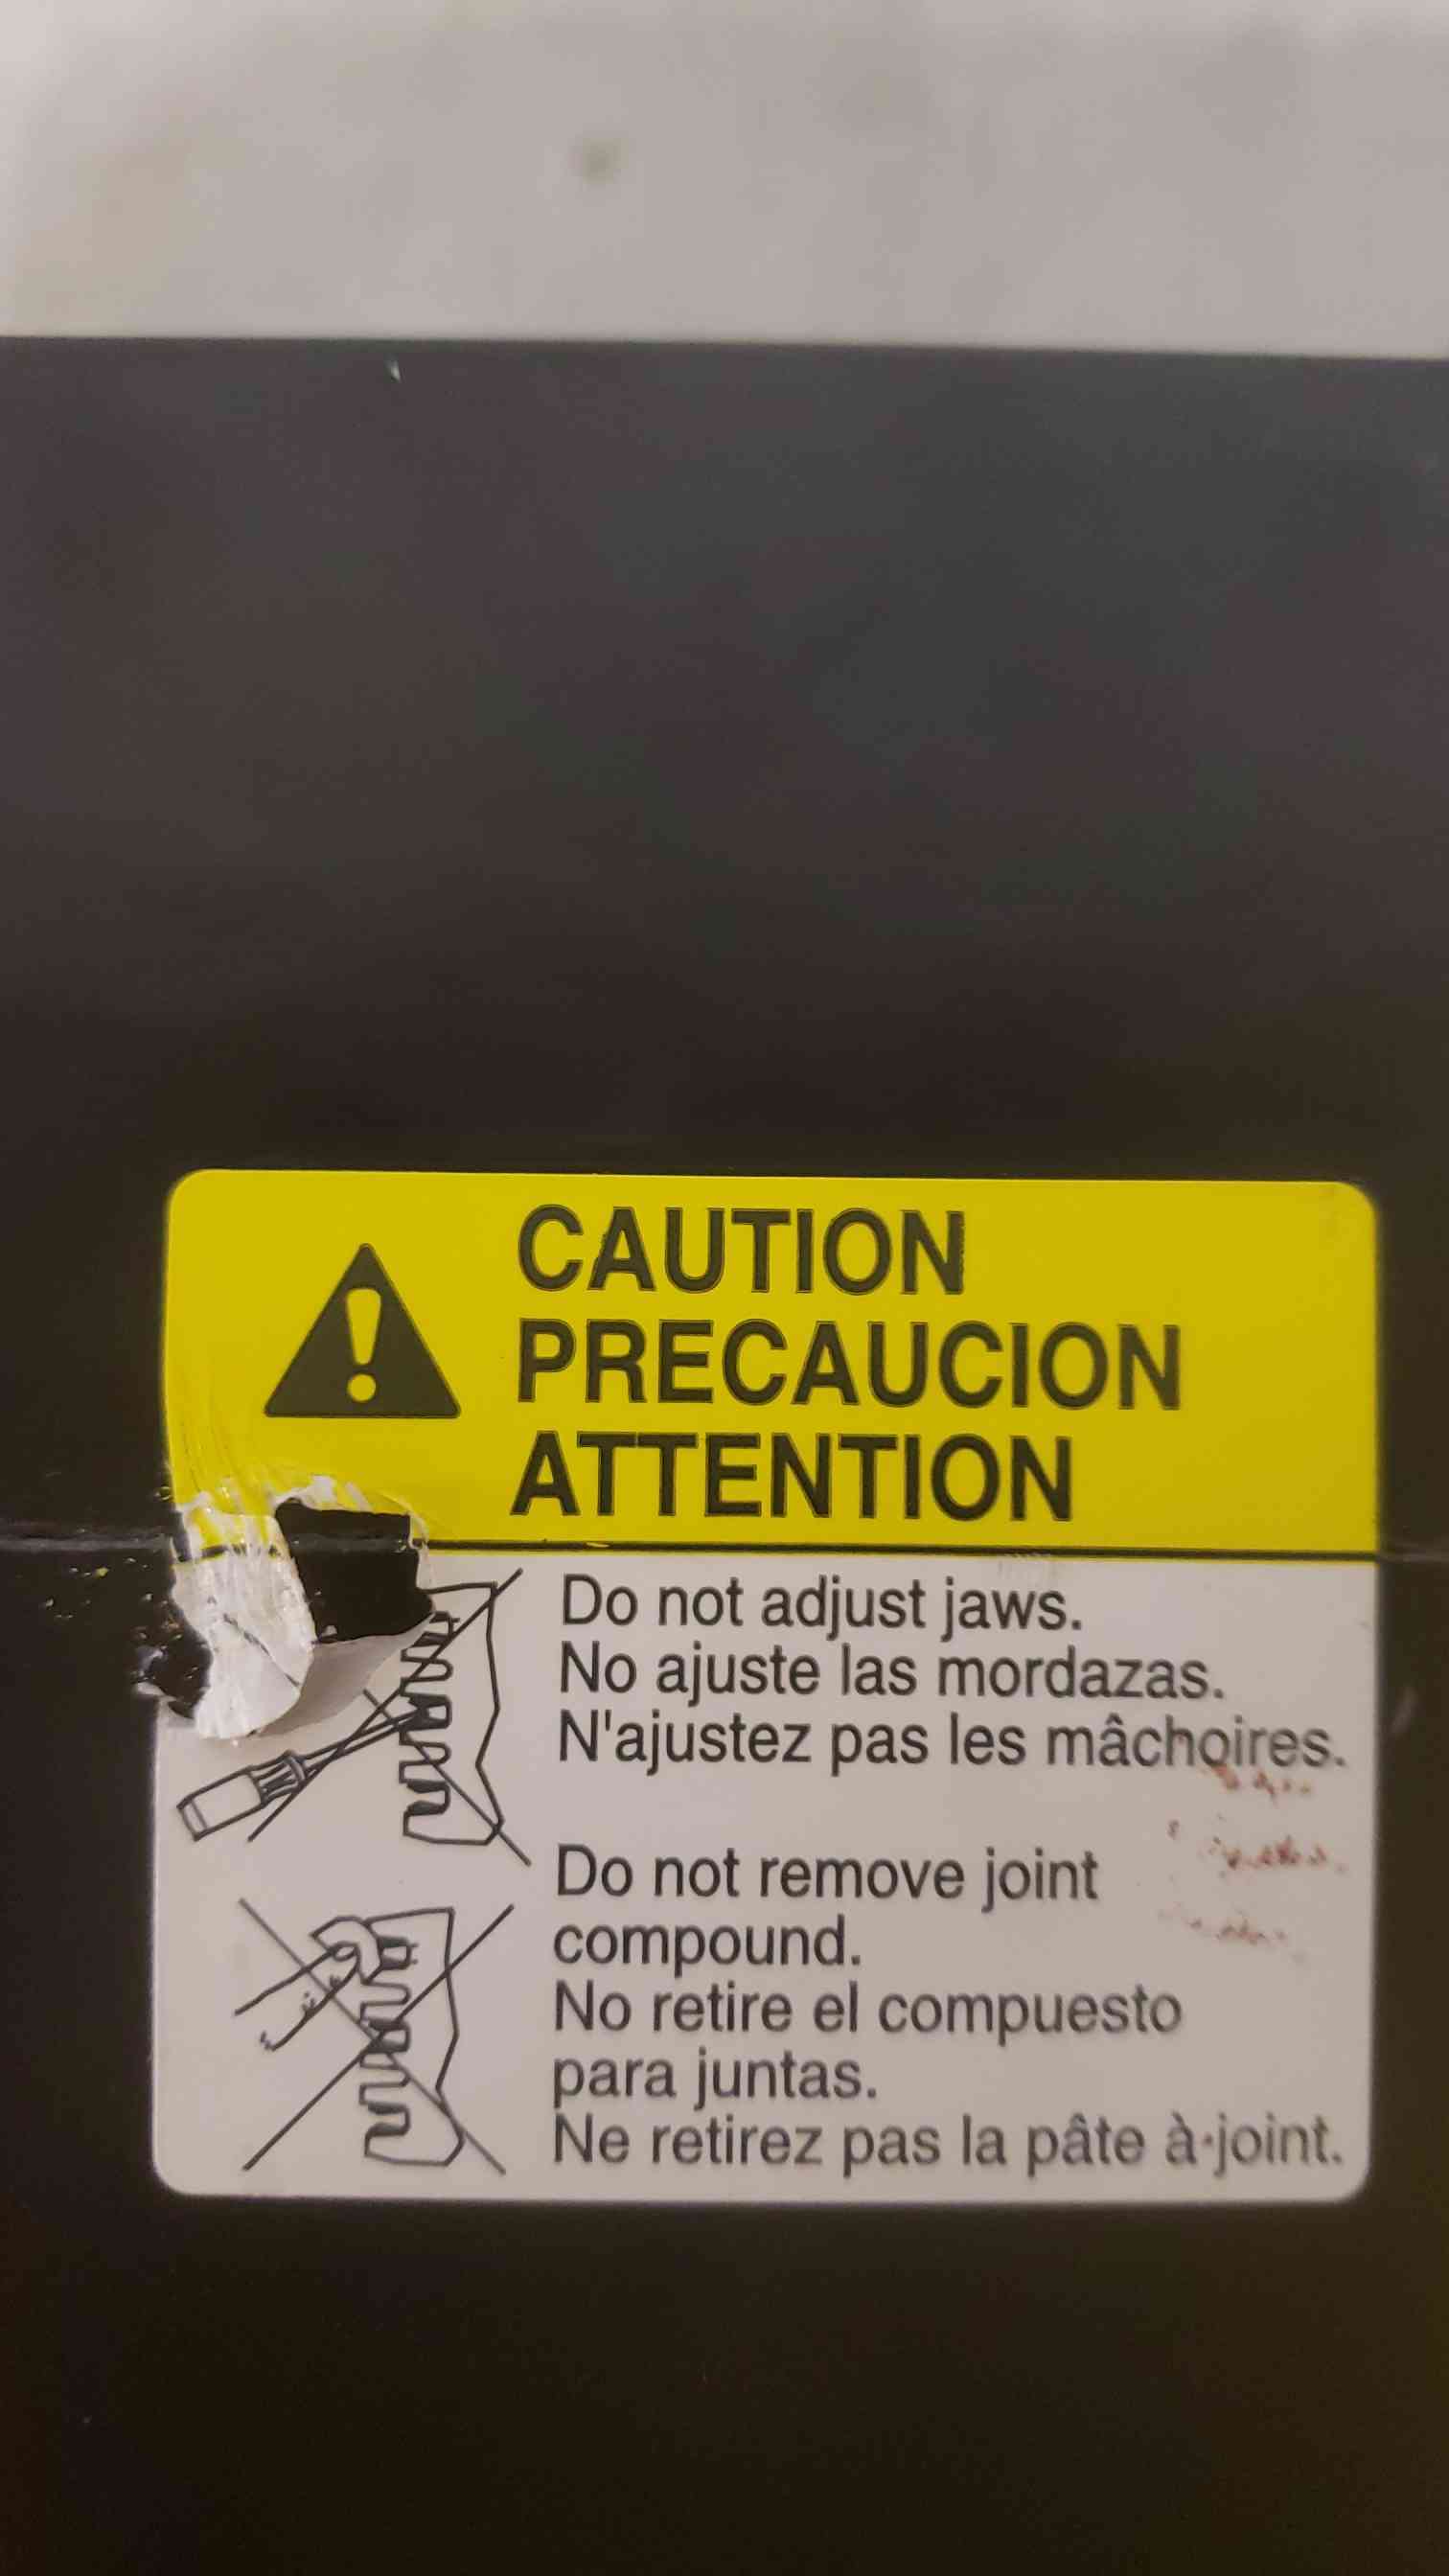 CAUTION
PRECAUCION
ATTENTION
Do not adjust jaws.
No ajuste las mordazas.
N'ajustez pas les mâchoires.
Do not remove joint
compound.
No retire el compuesto
para juntas.
Ne retirez pas la pâte à joint.